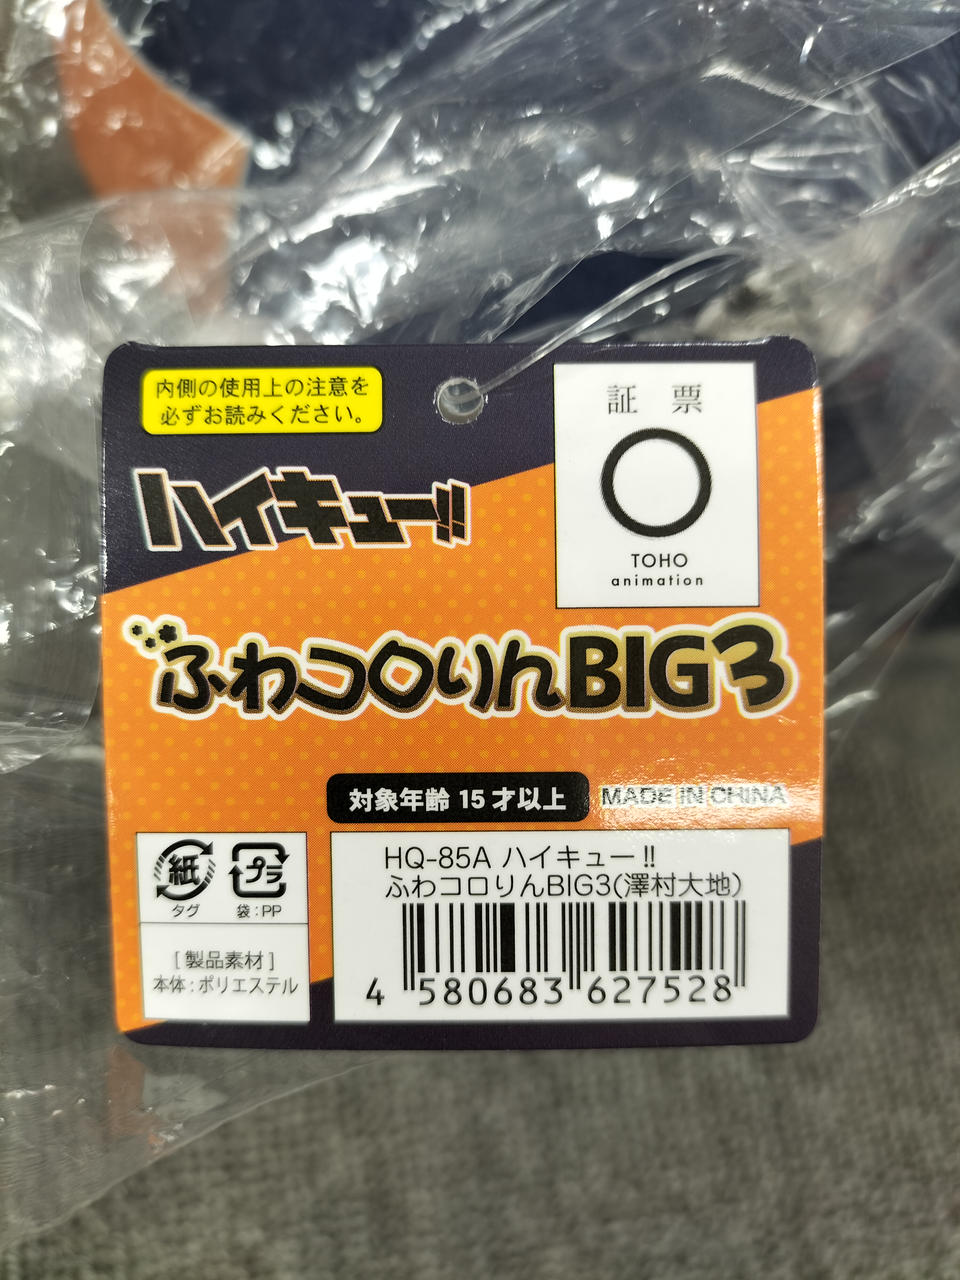 内側の使用上の注意を
必ずお読みください。
証 票
TOHO
animation
ハイキュー!!
ふわコロりんBIG3
対象年齢 15 才以上
MADE IN CHINA
紙
タグ
プラ
袋:PP
[製品素材]
本体:ポリエステル
HQ-85A ハイキュー!!
ふわコロりんBIG3(澤村大地)
4 580683 627528